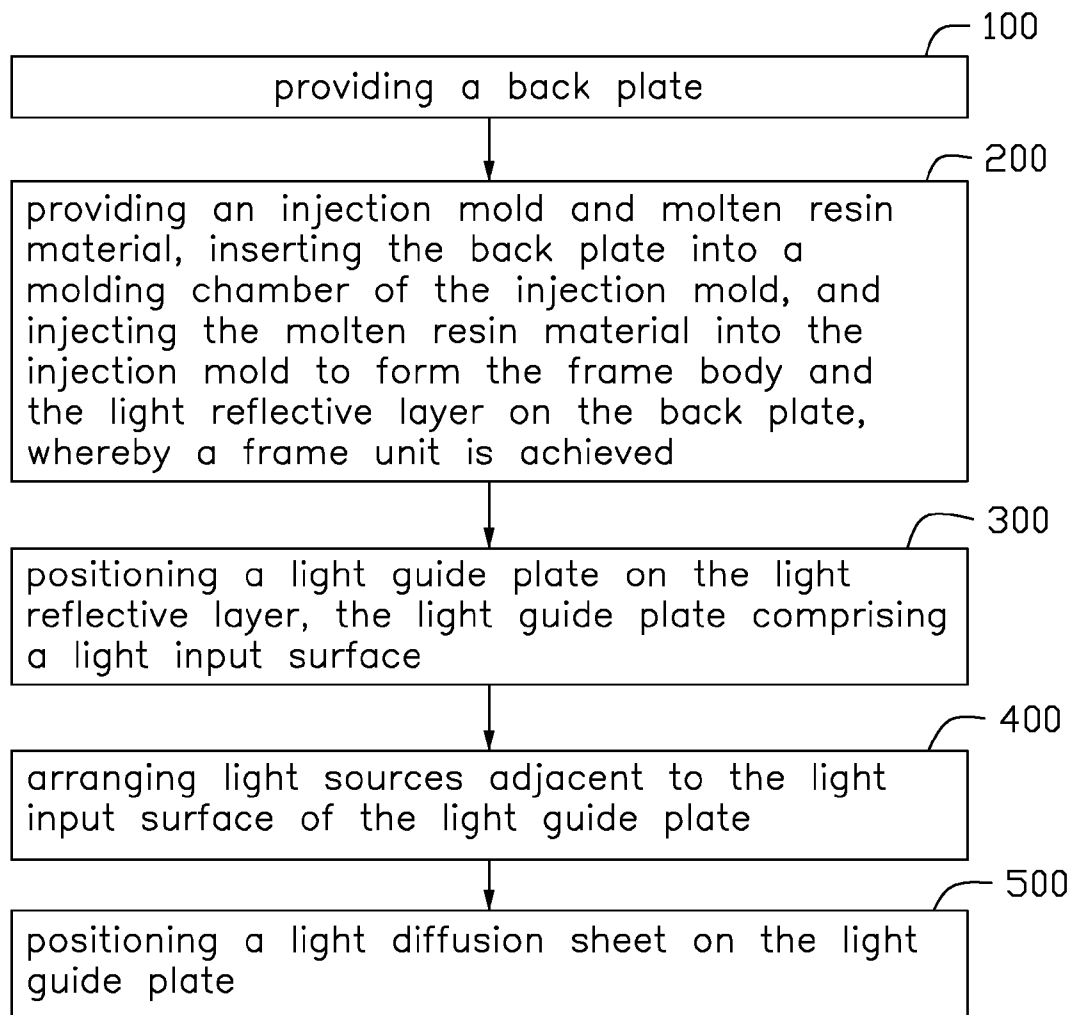 100
providing a back plate
200
providing an injection mold and molten resin
material, inserting the back plate into a
molding chamber of the injection mold, and
injecting the molten resin material into the
injection mold to form the frame body and
the light reflective layer on the back plate,
whereby a frame unit is achieved
300
positioning a light guide plate on the light
reflective layer, the light guide plate comprising
a light input surface
400
arranging light sources adjacent to the light
input surface of the light guide plate
500
positioning a light diffusion sheet on the light
guide plate